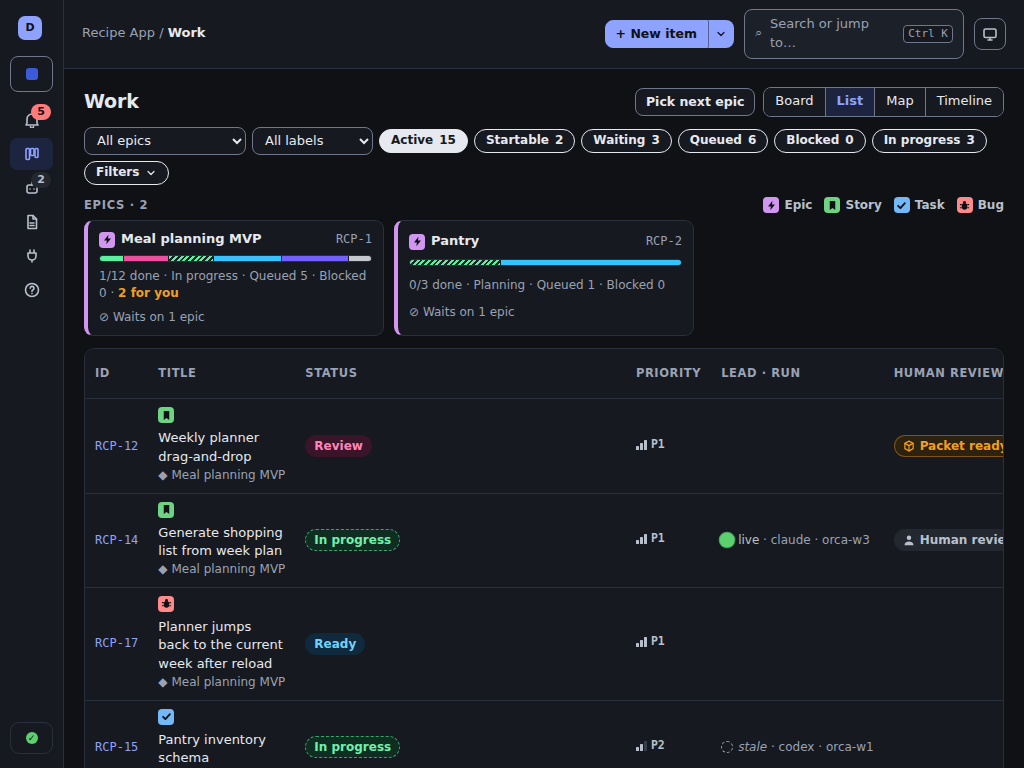 D
Recipe App / Work
+ New item
Search or jump to…
Ctrl K
5
2
Work
Pick next epic
Board
List
Map
Timeline
All epics
All labels
Active 15
Startable 2
Waiting 3
Queued 6
Blocked 0
In progress 3
Filters
EPICS · 2
Epic
Story
Task
Bug
Meal planning MVP
RCP-1
1/12 done · In progress · Queued 5 · Blocked
0 · 2 for you
⊘ Waits on 1 epic
Pantry
RCP-2
0/3 done · Planning · Queued 1 · Blocked 0
⊘ Waits on 1 epic
ID
TITLE
STATUS
PRIORITY
LEAD · RUN
HUMAN REVIEW
RCP-12
Weekly planner
drag-and-drop
◆ Meal planning MVP
Review
P1
Packet ready
RCP-14
Generate shopping
list from week plan
◆ Meal planning MVP
In progress
P1
live · claude · orca-w3
Human revie
RCP-17
Planner jumps
back to the current
week after reload
◆ Meal planning MVP
Ready
P1
RCP-15
Pantry inventory
schema
In progress
P2
stale · codex · orca-w1